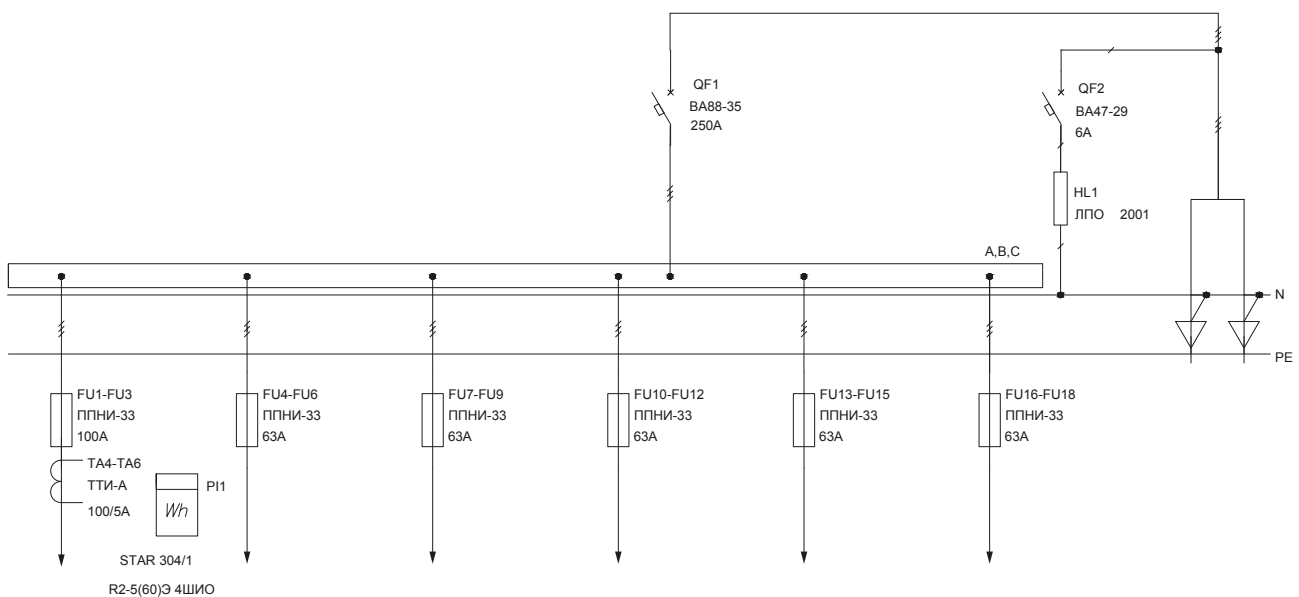 QF1
ВА88-35
250А
QF2
ВА47-29
6А
HL1
ЛПО 2001
А,В,С
N
PE
FU1-FU3
ППНИ-33
100А
FU4-FU6
ППНИ-33
63А
FU7-FU9
ППНИ-33
63А
FU10-FU12
ППНИ-33
63А
FU13-FU15
ППНИ-33
63А
FU16-FU18
ППНИ-33
63А
ТА4-ТА6
ТТИ-А
100/5А
PI1
Wh
STAR 304/1
R2-5(60)Э 4ШИО